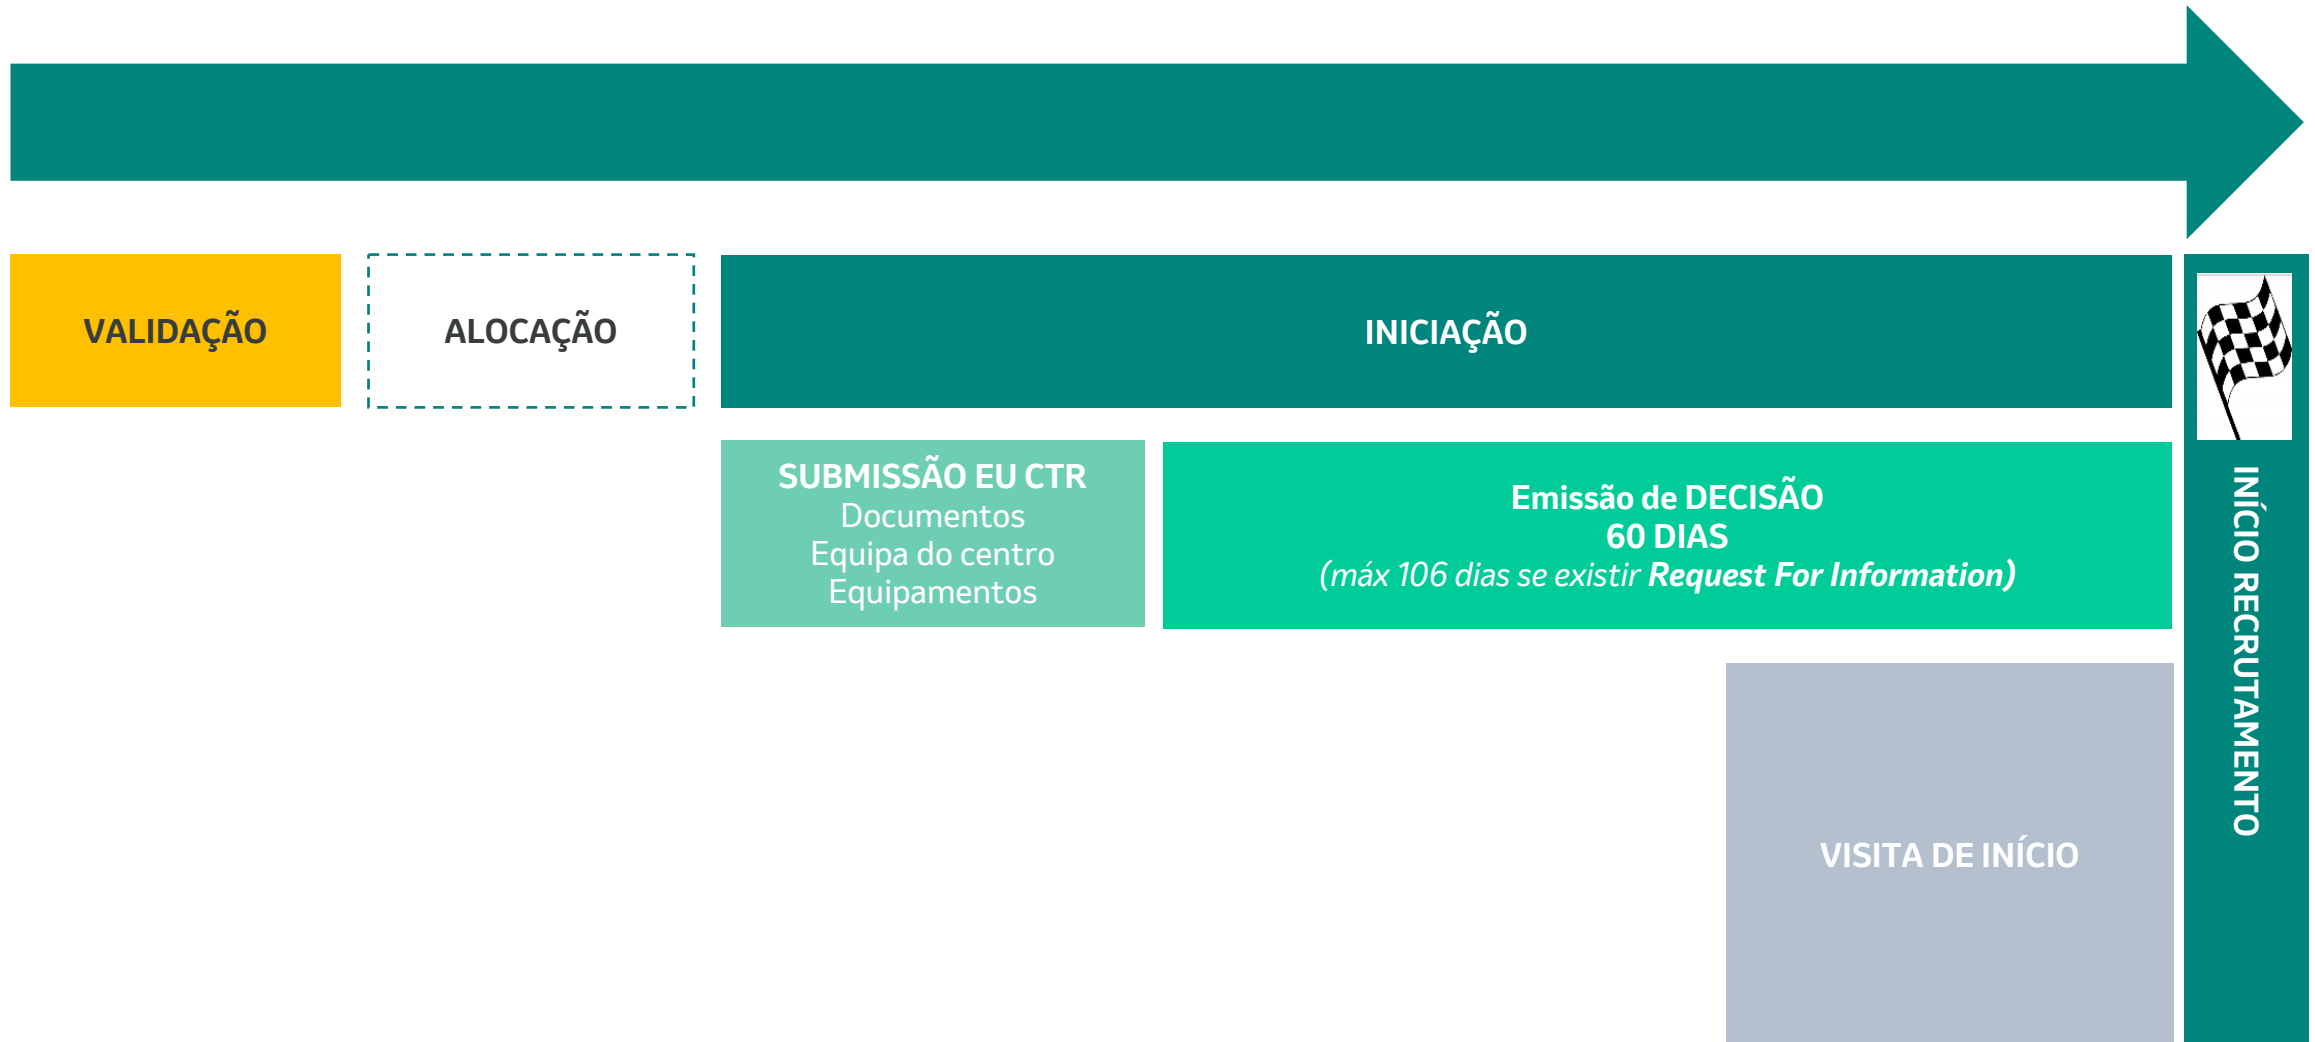 VALIDAÇÃO
ALOCAÇÃO
INICIAÇÃO
SUBMISSÃO EU CTR
Documentos
Equipa do centro
Equipamentos
Emissão de DECISÃO
60 DIAS
(máx 106 dias se existir Request For Information)
VISITA DE INÍCIO
INÍCIO RECRUTAMENTO